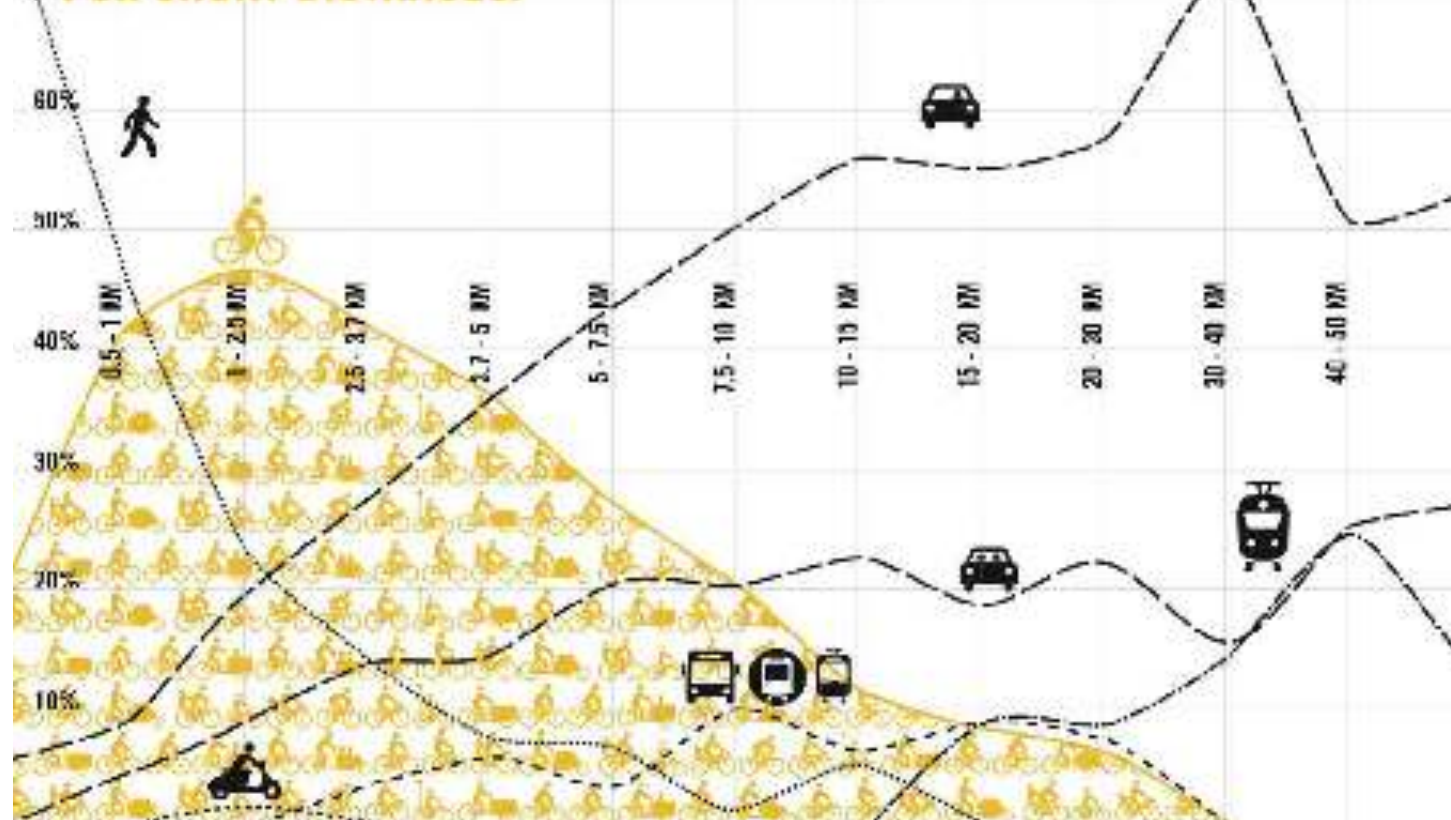 60%
50%
40%
30%
20%
10%
0.5 - 1 KM
1 - 2.5 KM
2.5 - 3.7 KM
3.7 - 5 KM
5 - 7.5 KM
7.5 - 10 KM
10 - 15 KM
15 - 20 KM
20 - 30 KM
30 - 40 KM
40 - 50 KM